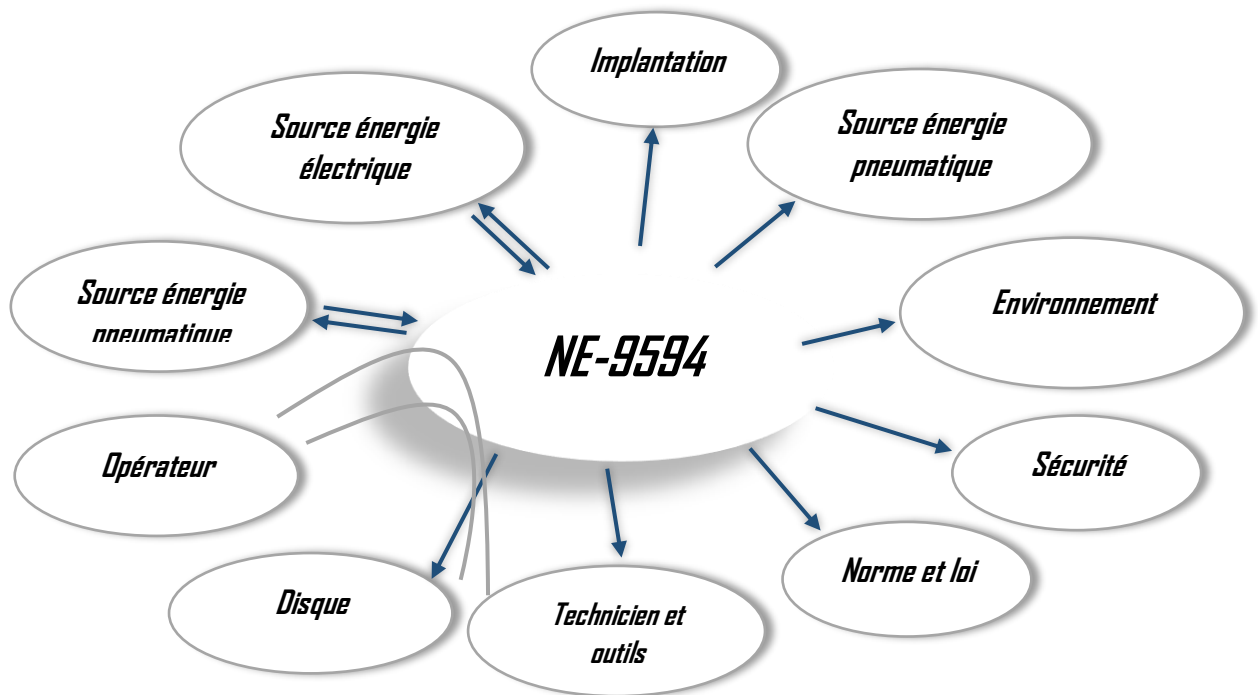 Implantation
Source énergie
électrique
Source énergie
pneumatique
Source énergie
pneumatique
Environnement
NE-9594
Opérateur
Sécurité
Disque
Technicien et
outils
Norme et loi